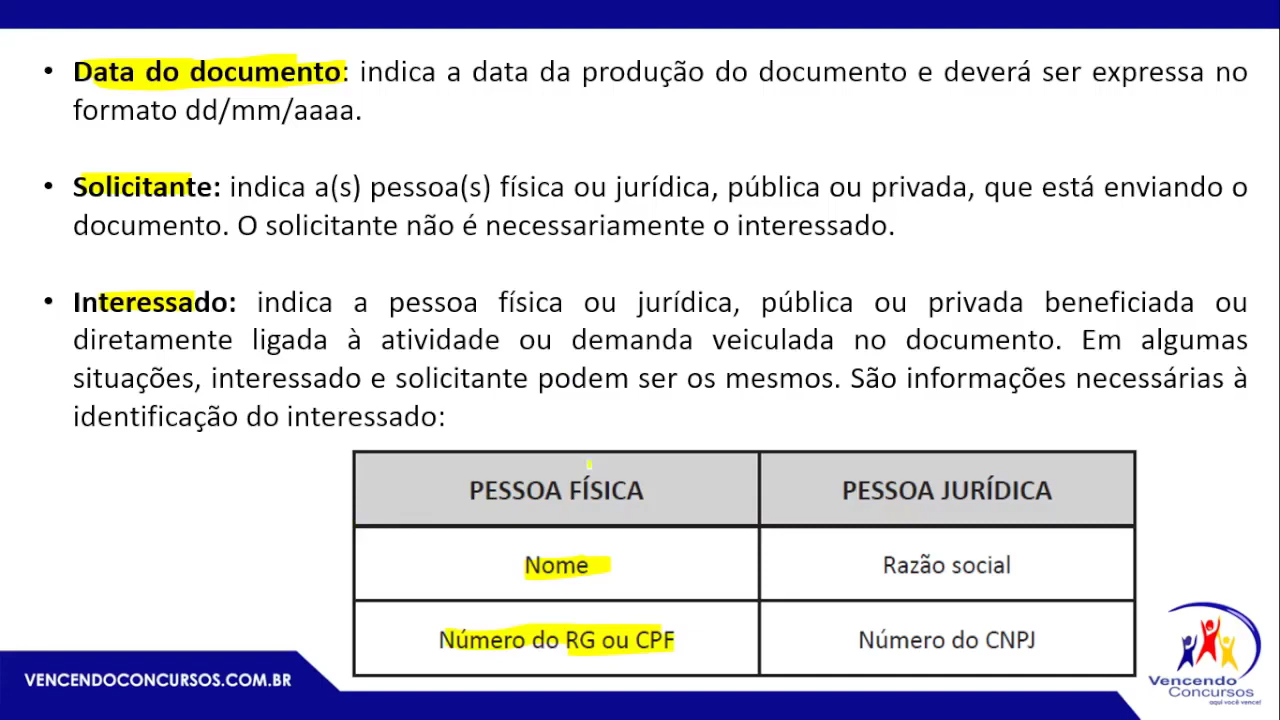 • Data do documento: indica a data da produção do documento e deverá ser expressa no
formato dd/mm/aaaa.
• Solicitante: indica a(s) pessoa(s) física ou jurídica, pública ou privada, que está enviando o
documento. O solicitante não é necessariamente o interessado.
• Interessado: indica a pessoa física ou jurídica, pública ou privada beneficiada ou
diretamente ligada à atividade ou demanda veiculada no documento. Em algumas
situações, interessado e solicitante podem ser os mesmos. São informações necessárias à
identificação do interessado:
PESSOA FÍSICA PESSOA JURÍDICA
Nome Razão social
Número do RG ou CPF Número do CNPJ
VENCENDOCONCURSOS.COM.BR
Vencendo
Concursos
aqui você vence!